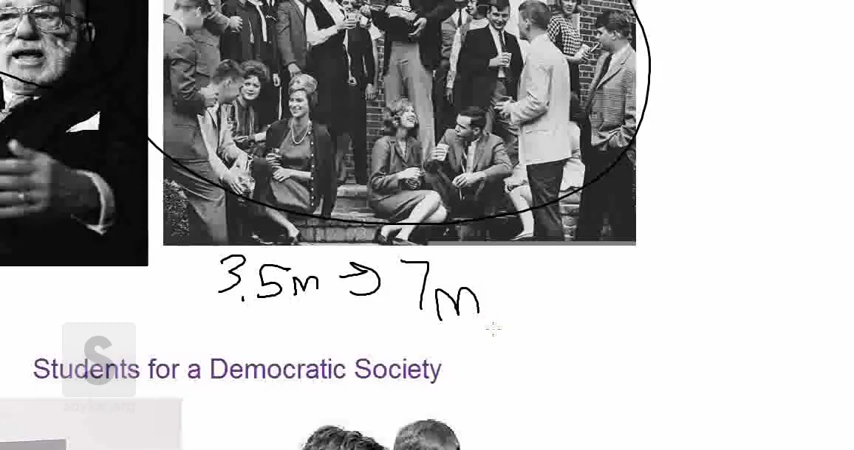 3.5m → 7m
Students for a Democratic Society
S